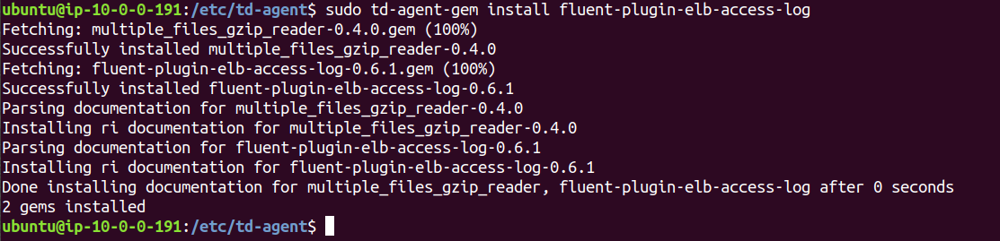 ubuntu@ip-10-0-0-191:/etc/td-agent$ sudo td-agent-gem install fluent-plugin-elb-access-log
Fetching: multiple_files_gzip_reader-0.4.0.gem (100%)
Successfully installed multiple_files_gzip_reader-0.4.0
Fetching: fluent-plugin-elb-access-log-0.6.1.gem (100%)
Successfully installed fluent-plugin-elb-access-log-0.6.1
Parsing documentation for multiple_files_gzip_reader-0.4.0
Installing ri documentation for multiple_files_gzip_reader-0.4.0
Parsing documentation for fluent-plugin-elb-access-log-0.6.1
Installing ri documentation for fluent-plugin-elb-access-log-0.6.1
Done installing documentation for multiple_files_gzip_reader, fluent-plugin-elb-access-log after 0 seconds
2 gems installed
ubuntu@ip-10-0-0-191:/etc/td-agent$